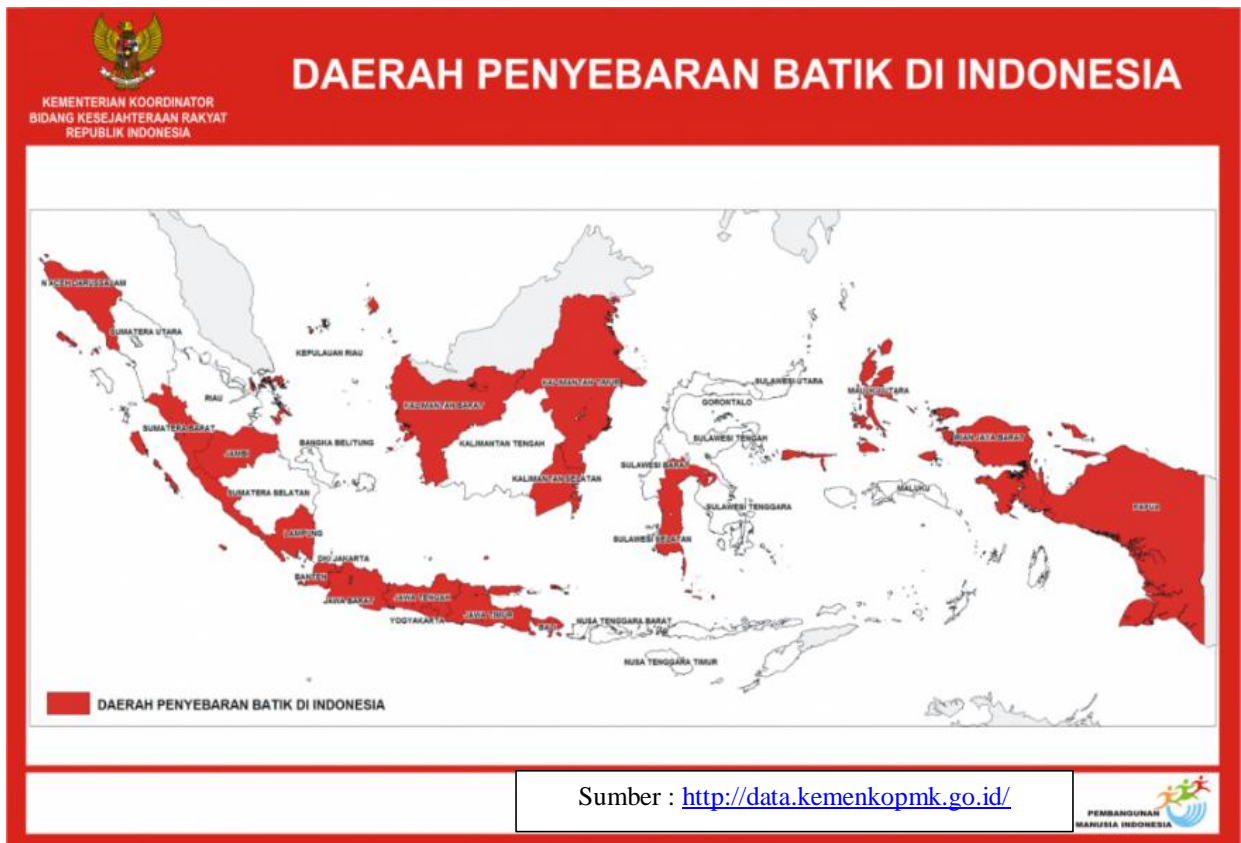 DAERAH PENYEBARAN BATIK DI INDONESIA
KEMENTERIAN KOORDINATOR
BIDANG KESEJAHTERAAN RAKYAT
REPUBLIK INDONESIA
N ACEH DARUSSALAM
SUMATERA UTARA
KEPULAUAN RIAU
RIAU
SUMATERA BARAT
JAMBI
BANGKA BELITUNG
SUMATERA SELATAN
LAMPUNG
DKI JAKARTA
BANTEN
JAWA BARAT
JAWA TENGAH
YOGYAKARTA
JAWA TIMUR
BALI
NUSA TENGGARA BARAT
NUSA TENGGARA TIMUR
KALIMANTAN BARAT
KALIMANTAN TIMUR
KALIMANTAN TENGAH
KALIMANTAN SELATAN
SULAWESI UTARA
GORONTALO
SULAWESI TENGAH
SULAWESI BARAT
SULAWESI TENGGARA
SULAWESI SELATAN
MALUKU UTARA
MALUKU
IRIAN JAYA BARAT
PAPUA
DAERAH PENYEBARAN BATIK DI INDONESIA
Sumber : http://data.kemenkopmk.go.id/
PEMBANGUNAN
MANUSIA INDONESIA